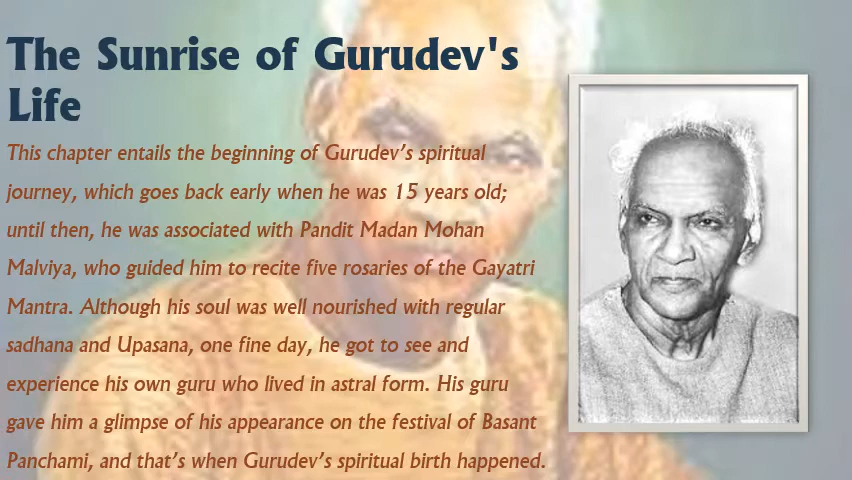 The Sunrise of Gurudev's
Life
This chapter entails the beginning of Gurudev’s spiritual
journey, which goes back early when he was 15 years old;
until then, he was associated with Pandit Madan Mohan
Malviya, who guided him to recite five rosaries of the Gayatri
Mantra. Although his soul was well nourished with regular
sadhana and Upasana, one fine day, he got to see and
experience his own guru who lived in astral form. His guru
gave him a glimpse of his appearance on the festival of Basant
Panchami, and that’s when Gurudev’s spiritual birth happened.